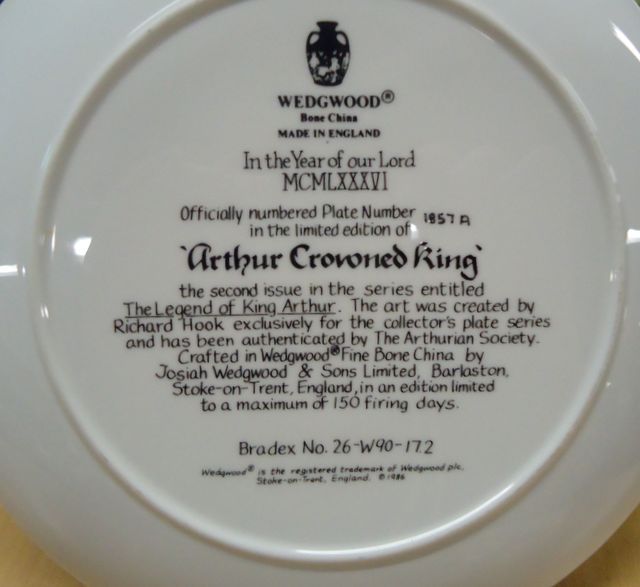 WEDGWOOD®
Bone China
MADE IN ENGLAND
In the Year of our Lord
MCMLXXXVI
Officially numbered Plate Number 1857A
in the limited edition of
'Arthur Crowned King'
the second issue in the series entitled
The Legend of King Arthur. The art was created by
Richard Hook exclusively for the collector's plate series
and has been authenticated by The Arthurian Society.
Crafted in Wedgwood® Fine Bone China by
Josiah Wedgwood & Sons Limited, Barlaston,
Stoke-on-Trent, England, in an edition limited
to a maximum of 150 firing days.
Bradex No. 26-W90-17.2
Wedgwood® is the registered trademark of Wedgwood plc,
Stoke-on-Trent, England. © 1986